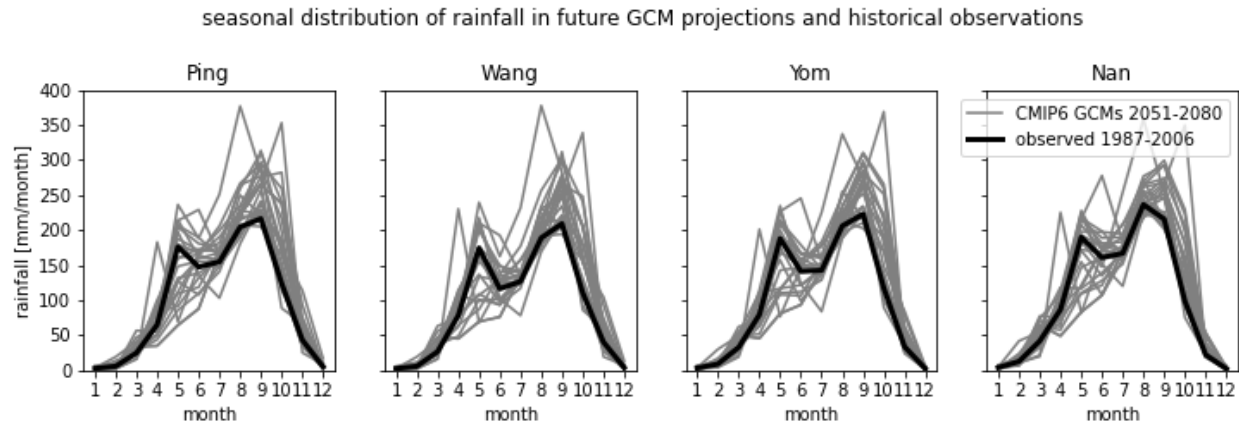 seasonal distribution of rainfall in future GCM projections and historical observations
Ping
Wang
Yom
Nan
rainfall [mm/month]
400
350
300
250
200
150
100
50
0
CMIP6 GCMs 2051-2080
observed 1987-2006
1 2 3 4 5 6 7 8 9 10 11 12
1 2 3 4 5 6 7 8 9 10 11 12
1 2 3 4 5 6 7 8 9 10 11 12
1 2 3 4 5 6 7 8 9 10 11 12
month
month
month
month